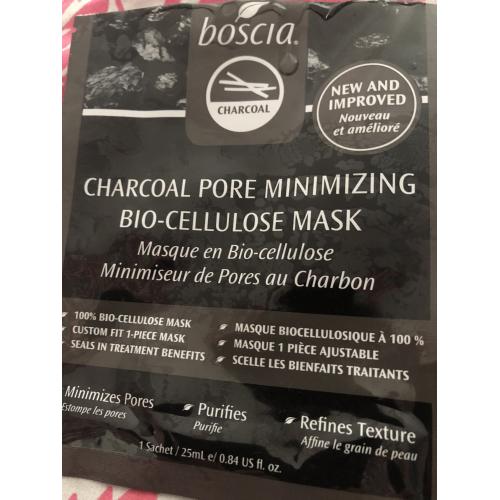 boscia®
CHARCOAL
NEW AND
IMPROVED
Nouveau
et amélioré
CHARCOAL PORE MINIMIZING
BIO-CELLULOSE MASK
Masque en Bio-cellulose
Minimiseur de Pores au Charbon
100% BIO-CELLULOSE MASK
CUSTOM FIT 1-PIECE MASK
SEALS IN TREATMENT BENEFITS
MASQUE BIOCELLULOSIQUE À 100 %
MASQUE 1 PIÈCE AJUSTABLE
SCELLE LES BIENFAITS TRAITANTS
Minimizes Pores
Estompe les pores
Purifies
Purifie
Refines Texture
Affine le grain de peau
1 Sachet / 25mL e/ 0.84 US fl. oz.